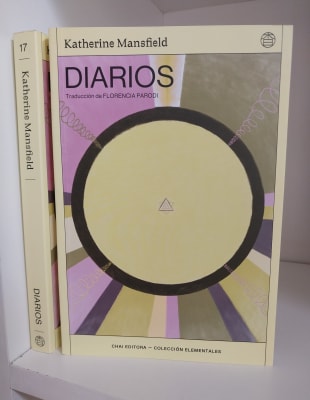 17
Katherine Mansfield
DIARIOS
Katherine Mansfield
DIARIOS
Traducción de FLORENCIA PARODI
CHAI EDITORA — COLECCIÓN ELEMENTALES